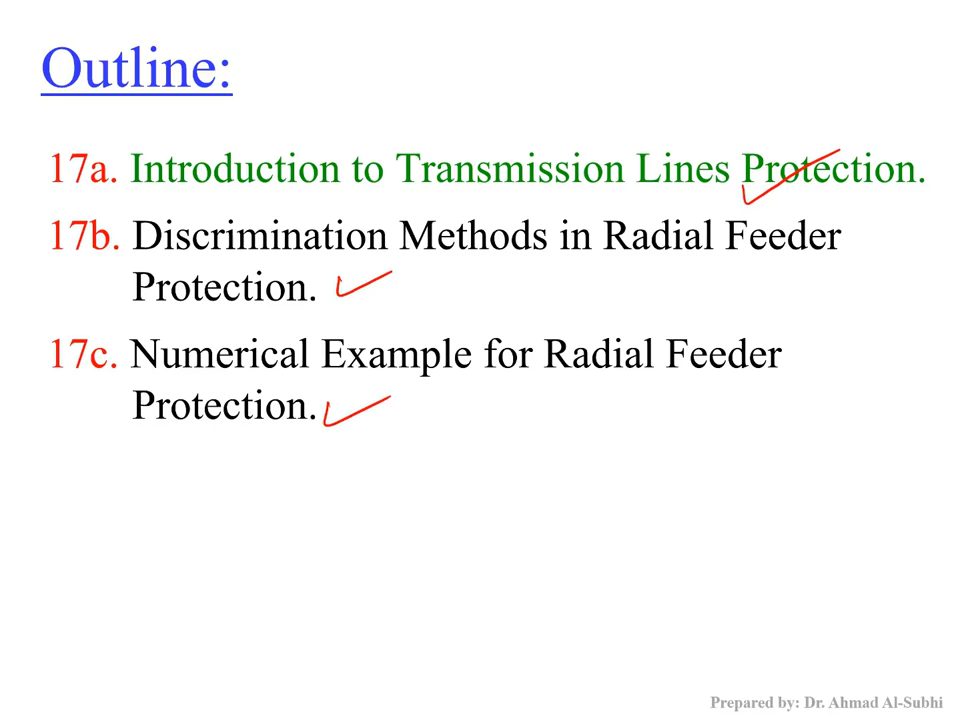 Outline:
17a. Introduction to Transmission Lines Protection.
17b. Discrimination Methods in Radial Feeder
Protection.
17c. Numerical Example for Radial Feeder
Protection.
Prepared by: Dr. Ahmad Al-Subhi